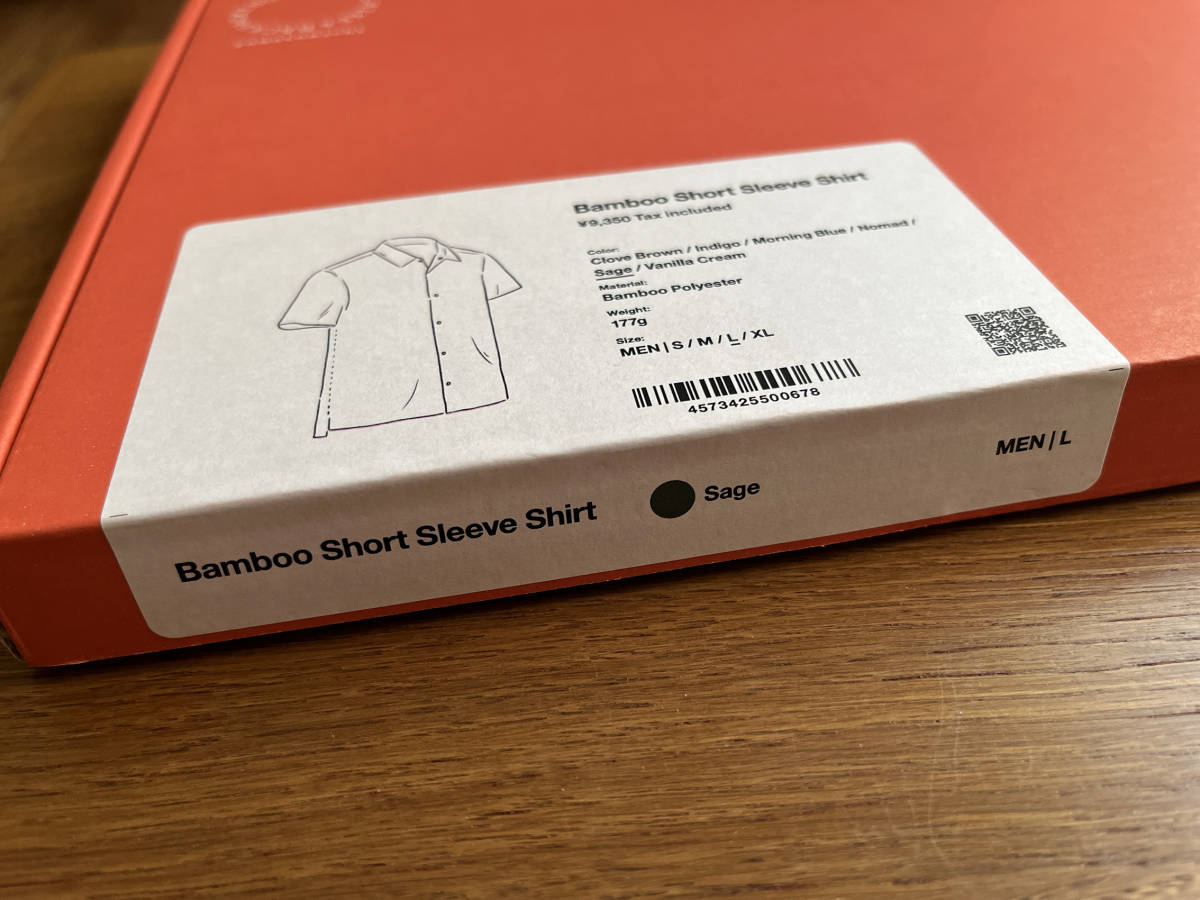 Bamboo Short Sleeve Shirt
¥9,350 Tax included
Color:
Clove Brown / Indigo / Morning Blue / Nomad /
Sage / Vanilla Cream
Material:
Bamboo Polyester
Weight:
177g
Size:
MEN | S / M / L / XL
4573425500678
Bamboo Short Sleeve Shirt
Sage
MEN | L